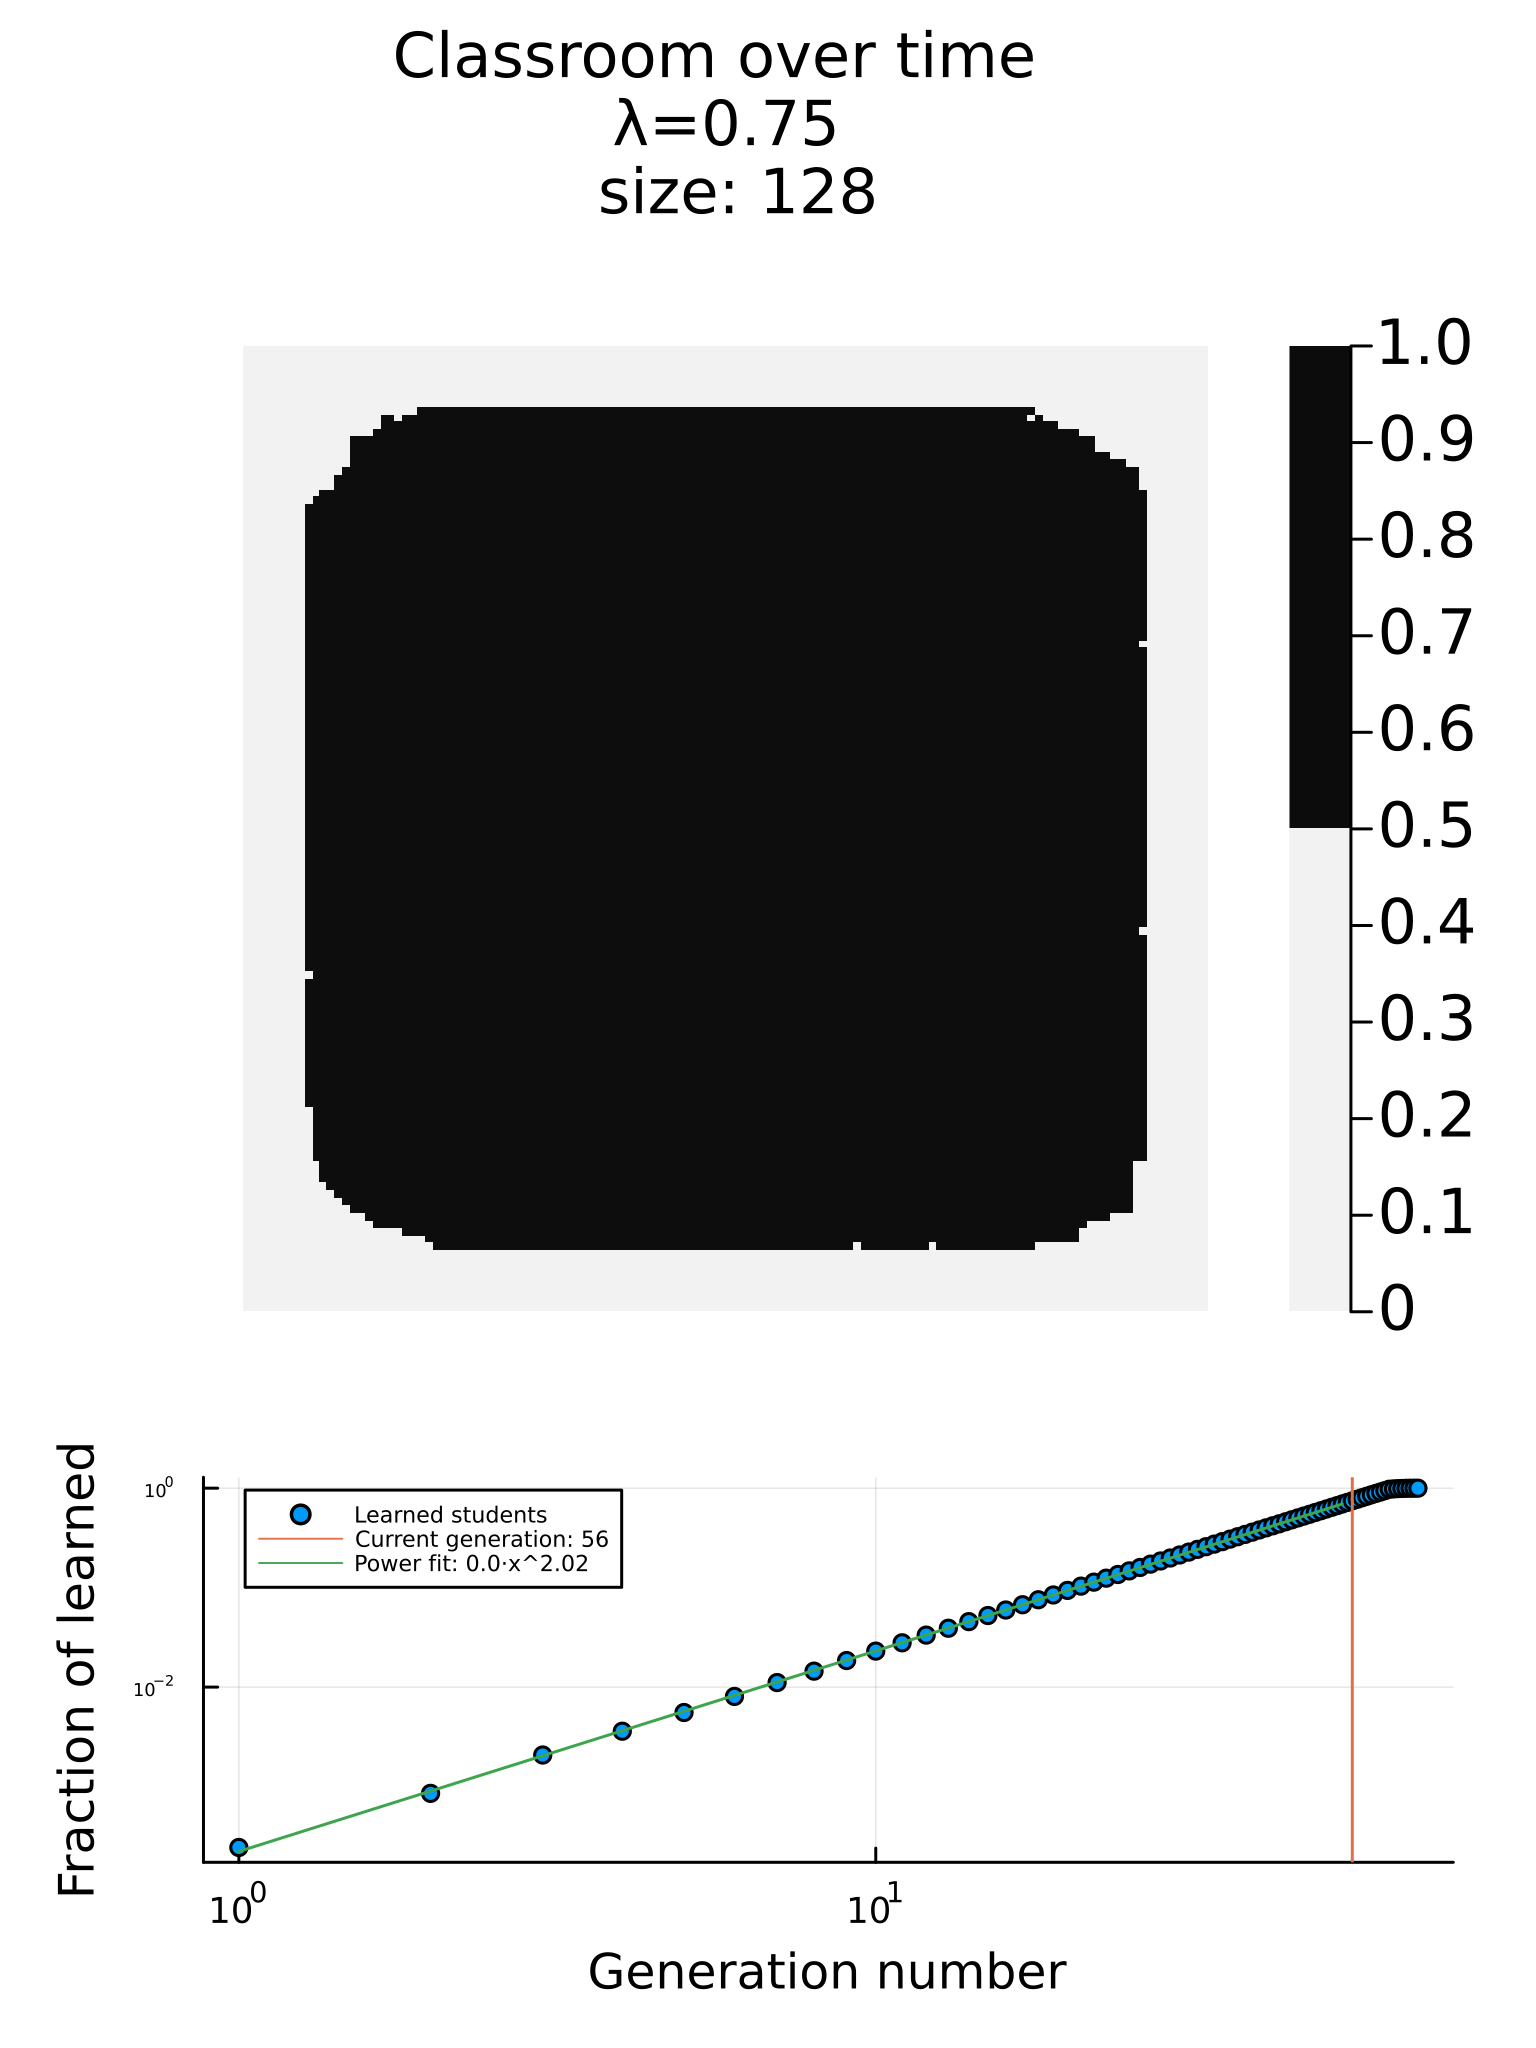 Classroom over time
λ=0.75
size: 128
1.0
0.9
0.8
0.7
0.6
0.5
0.4
0.3
0.2
0.1
0
Fraction of learned
10^0
10^-2
Learned students
Current generation: 56
Power fit: 0.0·x^2.02
10^0
10^1
Generation number